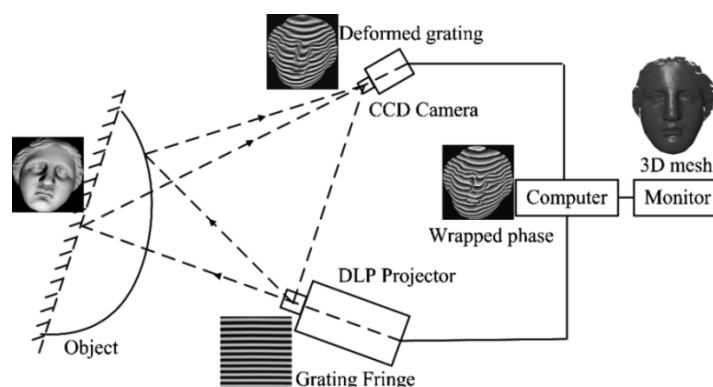 Deformed grating
CCD Camera
3D mesh
Computer
Monitor
Wrapped phase
DLP Projector
Object
Grating Fringe